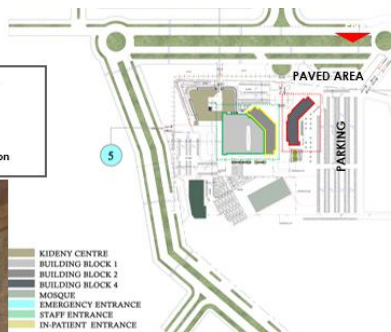 PAVED AREA
PARKING
5
on
KIDENY CENTRE
BUILDING BLOCK 1
BUILDING BLOCK 2
BUILDING BLOCK 4
MOSQUE
EMERGENCY ENTRANCE
STAFF ENTRANCE
IN-PATIENT ENTRANCE